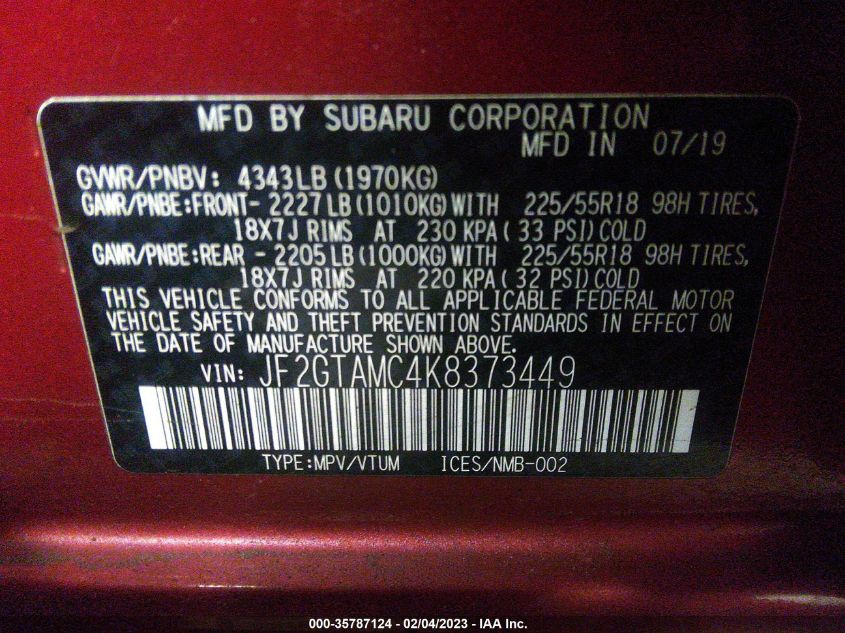 MFD BY SUBARU CORPORATION
MFD IN 07/19
GVWR/PNBV: 4343LB (1970KG)
GAWR/PNBE:FRONT- 2227LB (1010KG) WITH 225/55R18 98H TIRES,
18X7J RIMS AT 230 KPA ( 33 PSI) COLD
GAWR/PNBE:REAR - 2205LB (1000KG) WITH 225/55R18 98H TIRES,
18X7J RIMS AT 220 KPA ( 32 PSI) COLD
THIS VEHICLE CONFORMS TO ALL APPLICABLE FEDERAL MOTOR
VEHICLE SAFETY AND THEFT PREVENTION STANDARDS IN EFFECT ON
THE DATE OF MANUFACTURE SHOWN ABOVE.
VIN: JF2GTAMC4K8373449
TYPE:MPV/VTUM ICES/NMB-002
000-35787124 - 02/04/2023 - IAA Inc.